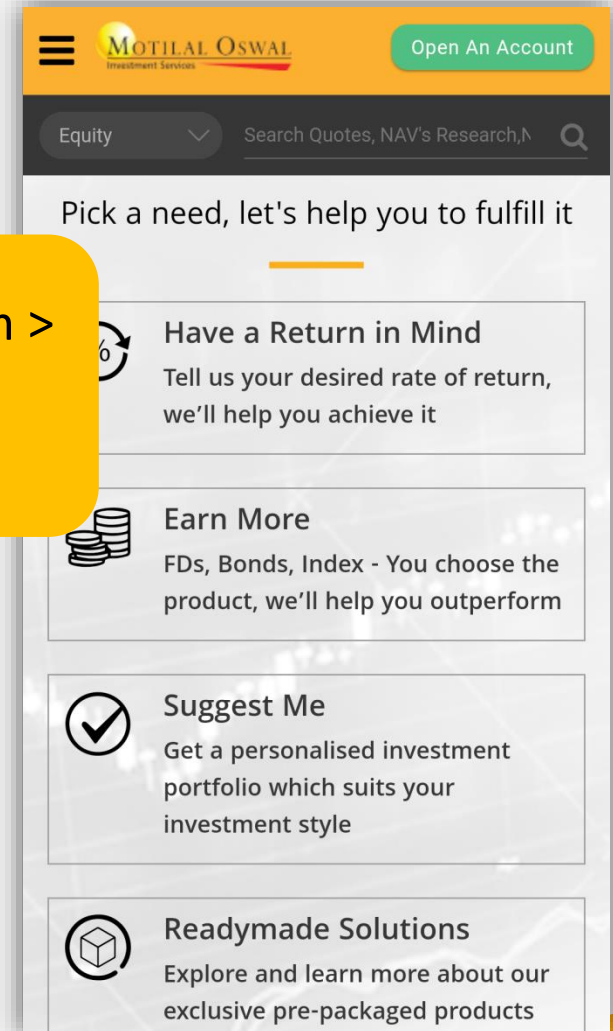 MOTILAL OSWAL
Investment Services
Open An Account
Equity
Search Quotes, NAV's Research,N
Pick a need, let's help you to fulfill it
>
%
Have a Return in Mind
Tell us your desired rate of return,
we'll help you achieve it
Earn More
FDs, Bonds, Index - You choose the
product, we'll help you outperform
Suggest Me
Get a personalised investment
portfolio which suits your
investment style
Readymade Solutions
Explore and learn more about our
exclusive pre-packaged products